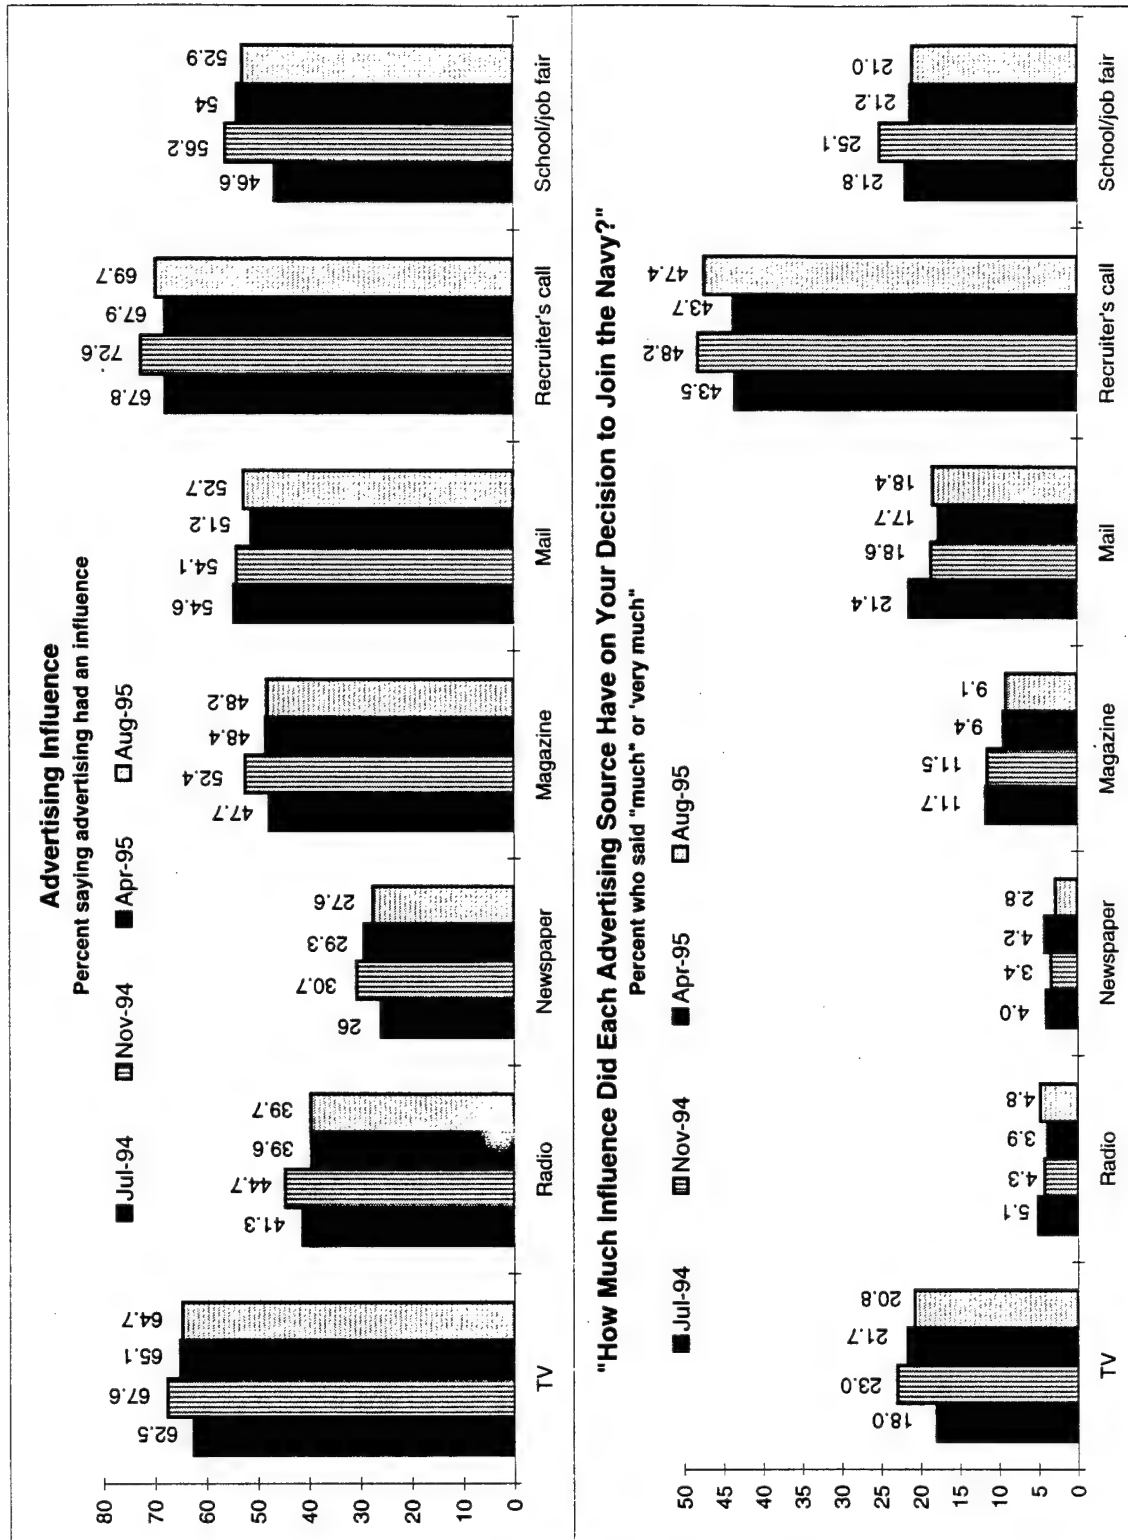 Advertising Influence
Percent saying advertising had an influence
Jul-94 Nov-94 Apr-95 Aug-95
80
70
60
50
40
30
20
10
0
62.5 67.6 65.1 64.7
41.3 44.7 39.6 39.7
26 30.7 29.3 27.6
47.7 52.4 48.4 48.2
54.6 54.1 51.2 52.7
67.8 72.6 67.9 69.7
46.6 56.2 54 52.9
TV Radio Newspaper Magazine Mail Recruiter's call School/job fair
"How Much Influence Did Each Advertising Source Have on Your Decision to Join the Navy?"
Percent who said "much" or 'very much"
Jul-94 Nov-94 Apr-95 Aug-95
50
45
40
35
30
25
20
15
10
5
0
18.0 23.0 21.7 20.8
5.1 4.3 3.9 4.8
4.0 3.4 4.2 2.8
11.7 11.5 9.4 9.1
21.4 18.6 17.7 18.4
43.5 48.2 43.7 47.4
21.8 25.1 21.2 21.0
TV Radio Newspaper Magazine Mail Recruiter's call School/job fair